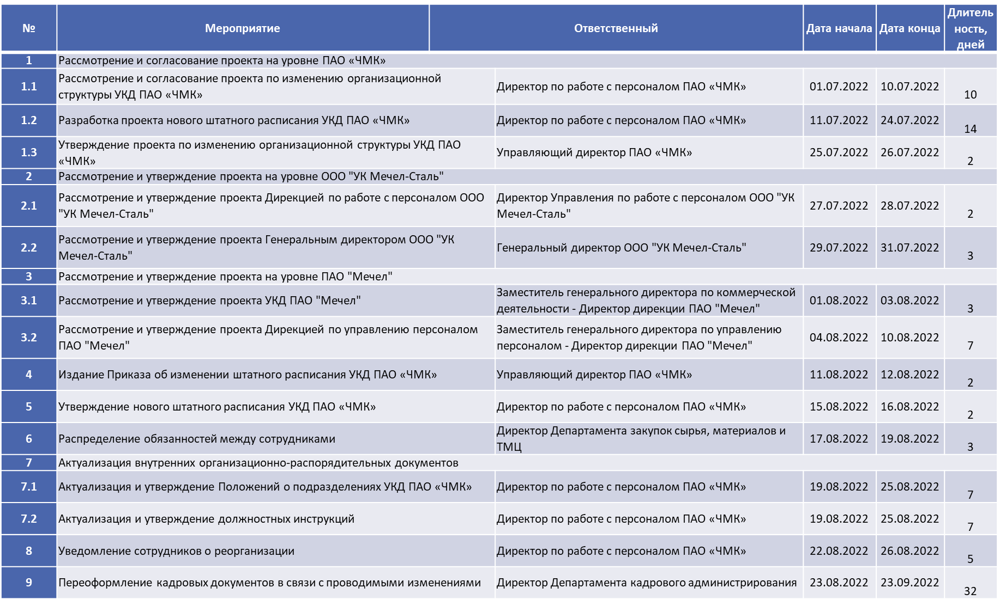 №
Мероприятие
Ответственный
Дата начала
Дата конца
Длитель
ность,
дней
1
Рассмотрение и согласование проекта на уровне ПАО «ЧМК»
1.1
Рассмотрение и согласование проекта по изменению организационной
структуры УКД ПАО «ЧМК»
Директор по работе с персоналом ПАО «ЧМК»
01.07.2022
10.07.2022
10
1.2
Разработка проекта нового штатного расписания УКД ПАО «ЧМК»
Директор по работе с персоналом ПАО «ЧМК»
11.07.2022
24.07.2022
14
1.3
Утверждение проекта по изменению организационной структуры УКД ПАО
«ЧМК»
Управляющий директор ПАО «ЧМК»
25.07.2022
26.07.2022
2
2
Рассмотрение и утверждение проекта на уровне ООО "УК Мечел-Сталь"
2.1
Рассмотрение и утверждение проекта Дирекцией по работе с персоналом ООО
"УК Мечел-Сталь"
Директор Управления по работе с персоналом ООО "УК
Мечел-Сталь"
27.07.2022
28.07.2022
2
2.2
Рассмотрение и утверждение проекта Генеральным директором ООО "УК
Мечел-Сталь"
Генеральный директор ООО "УК Мечел-Сталь"
29.07.2022
31.07.2022
3
3
Рассмотрение и утверждение проекта на уровне ПАО "Мечел"
3.1
Рассмотрение и утверждение проекта УКД ПАО "Мечел"
Заместитель генерального директора по коммерческой
деятельности - Директор дирекции ПАО "Мечел"
01.08.2022
03.08.2022
3
3.2
Рассмотрение и утверждение проекта Дирекцией по управлению персоналом
ПАО "Мечел"
Заместитель генерального директора по управлению
персоналом - Директор дирекции ПАО "Мечел"
04.08.2022
10.08.2022
7
4
Издание Приказа об изменении штатного расписания УКД ПАО «ЧМК»
Управляющий директор ПАО «ЧМК»
11.08.2022
12.08.2022
2
5
Утверждение нового штатного расписания УКД ПАО «ЧМК»
Директор по работе с персоналом ПАО «ЧМК»
15.08.2022
16.08.2022
2
6
Распределение обязанностей между сотрудниками
Директор Департамента закупок сырья, материалов и
ТМЦ
17.08.2022
19.08.2022
3
7
Актуализация внутренних организационно-распорядительных документов
7.1
Актуализация и утверждение Положений о подразделениях УКД ПАО «ЧМК»
Директор по работе с персоналом ПАО «ЧМК»
19.08.2022
25.08.2022
7
7.2
Актуализация и утверждение должностных инструкций
Директор по работе с персоналом ПАО «ЧМК»
19.08.2022
25.08.2022
7
8
Уведомление сотрудников о реорганизации
Директор по работе с персоналом ПАО «ЧМК»
22.08.2022
26.08.2022
5
9
Переоформление кадровых документов в связи с проводимыми изменениями
Директор Департамента кадрового администрирования
23.08.2022
23.09.2022
32